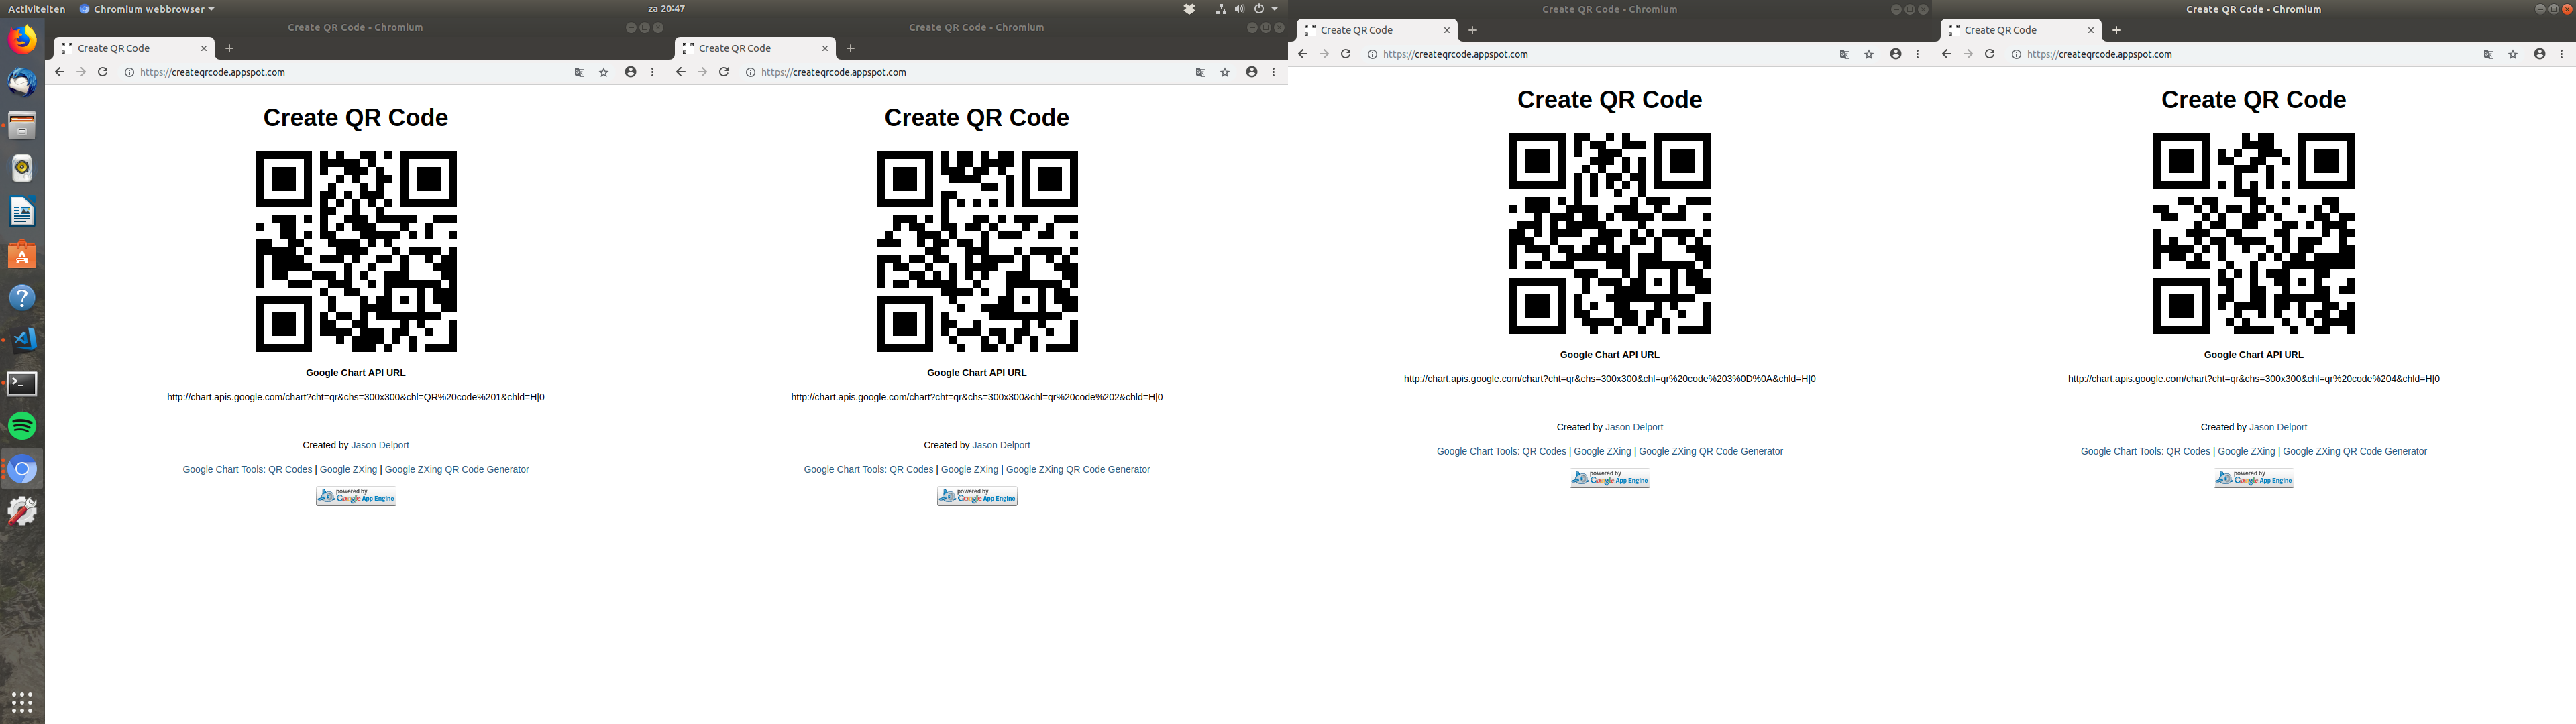 Activiteiten Chromium webbrowser za 20:47
Create QR Code - Chromium
Create QR Code
https://createqrcode.appspot.com
Create QR Code
Google Chart API URL
http://chart.apis.google.com/chart?cht=qr&chs=300x300&chl=QR%20code%201&chld=H|0
Created by Jason Delport
Google Chart Tools: QR Codes | Google ZXing | Google ZXing QR Code Generator
powered by
Google App Engine
Create QR Code - Chromium
Create QR Code
https://createqrcode.appspot.com
Create QR Code
Google Chart API URL
http://chart.apis.google.com/chart?cht=qr&chs=300x300&chl=qr%20code%202&chld=H|0
Created by Jason Delport
Google Chart Tools: QR Codes | Google ZXing | Google ZXing QR Code Generator
powered by
Google App Engine
Create QR Code - Chromium
Create QR Code
https://createqrcode.appspot.com
Create QR Code
Google Chart API URL
http://chart.apis.google.com/chart?cht=qr&chs=300x300&chl=qr%20code%203%0D%0A&chld=H|0
Created by Jason Delport
Google Chart Tools: QR Codes | Google ZXing | Google ZXing QR Code Generator
powered by
Google App Engine
Create QR Code - Chromium
Create QR Code
https://createqrcode.appspot.com
Create QR Code
Google Chart API URL
http://chart.apis.google.com/chart?cht=qr&chs=300x300&chl=qr%20code%204&chld=H|0
Created by Jason Delport
Google Chart Tools: QR Codes | Google ZXing | Google ZXing QR Code Generator
powered by
Google App Engine